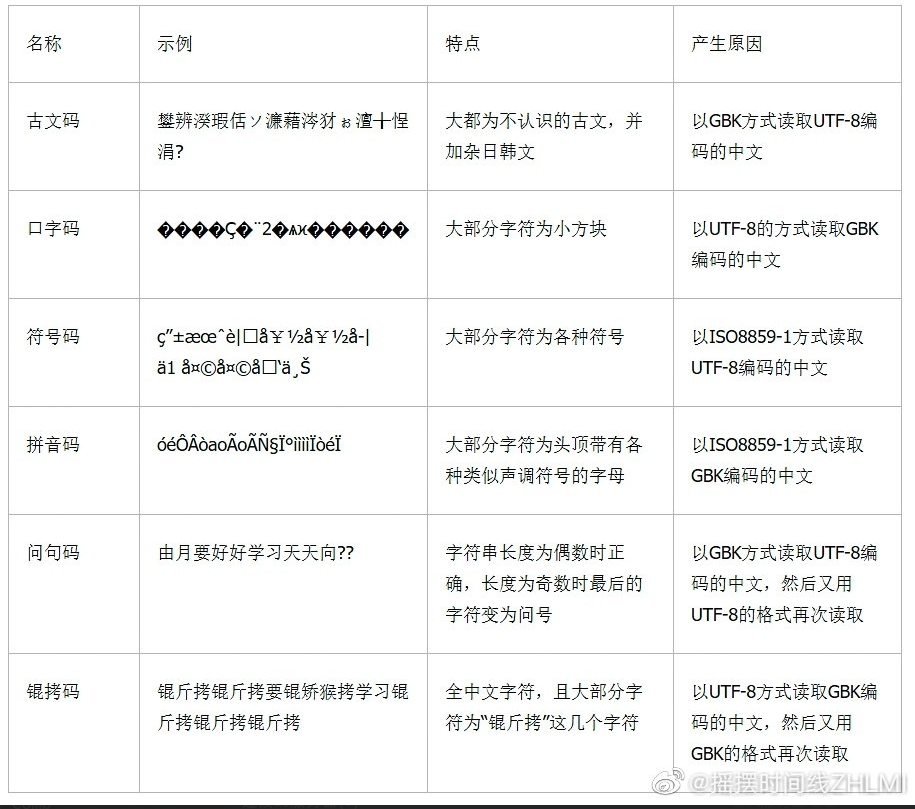 名称 示例 特点 产生原因
古文码
鐢辨湀瑕佸ソ濂藉涔犲ぉ澶╁悜
涓?
大都为不认识的古文，并
加杂日韩文
以GBK方式读取UTF-8编
码的中文
口字码
����Ç�¨2�ѧϰ������
大部分字符为小方块
以UTF-8的方式读取GBK
编码的中文
符号码
ç”±æœˆè|□å￥½å￥½å-|
ä1 å¤©å¤©å□‘ä¸Š
大部分字符为各种符号
以ISO8859-1方式读取
UTF-8编码的中文
拼音码
óéÔÂòaoÃoÃÑ§Ï°ììììÏòéÏ
大部分字符为头顶带有各
种类似声调符号的字母
以ISO8859-1方式读取
GBK编码的中文
问句码
由月要好好学习天天向??
字符串长度为偶数时正
确，长度为奇数时最后的
字符变为问号
以GBK方式读取UTF-8编
码的中文，然后又用
UTF-8的格式再次读取
锟拷码
锟斤拷锟斤拷要锟矫猴拷学习锟
斤拷锟斤拷锟斤拷
全中文字符，且大部分字
符为“锟斤拷”这几个字符
以UTF-8方式读取GBK编
码的中文，然后又用
GBK的格式再次读取
@摇摆时间线ZHLMI